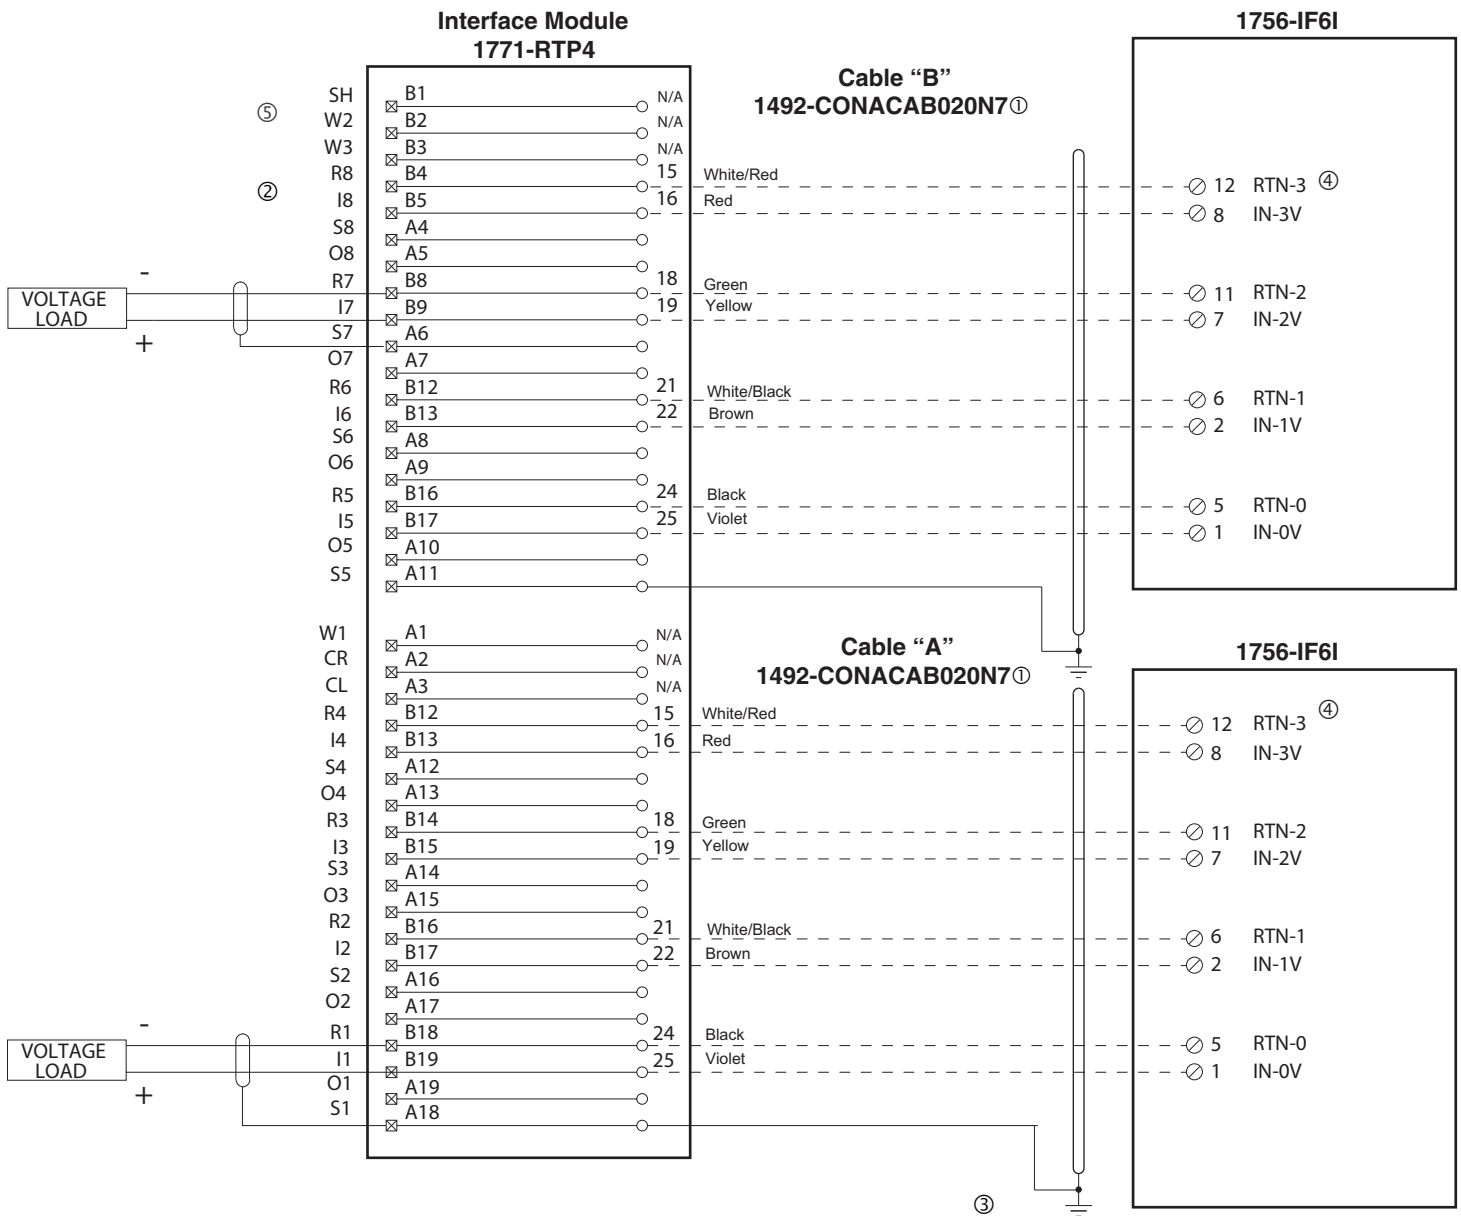 Interface Module
1771-RTP4
1756-IF6I
Cable “B”
1492-CONACAB020N7①
⑤
②
SH B1 N/A
W2 B2 N/A
W3 B3 N/A
R8 B4 15 White/Red 12 RTN-3 ④
I8 B5 16 Red 8 IN-3V
S8 A4
O8 A5
- R7 B8 18 Green 11 RTN-2
VOLTAGE
LOAD
I7 B9 19 Yellow 7 IN-2V
+ S7 A6
O7 A7
R6 B12 21 White/Black 6 RTN-1
I6 B13 22 Brown 2 IN-1V
S6 A8
O6 A9
R5 B16 24 Black 5 RTN-0
I5 B17 25 Violet 1 IN-0V
O5 A10
S5 A11
Cable “A”
1492-CONACAB020N7①
1756-IF6I
W1 A1 N/A
CR A2 N/A
CL A3 N/A
R4 B12 15 White/Red 12 RTN-3 ④
I4 B13 16 Red 8 IN-3V
S4 A12
O4 A13
R3 B14 18 Green 11 RTN-2
I3 B15 19 Yellow 7 IN-2V
S3 A14
O3 A15
R2 B16 21 White/Black 6 RTN-1
I2 B17 22 Brown 2 IN-1V
S2 A16
O2 A17
- R1 B18 24 Black 5 RTN-0
VOLTAGE
LOAD
I1 B19 25 Violet 1 IN-0V
+ O1 A19
S1 A18
③